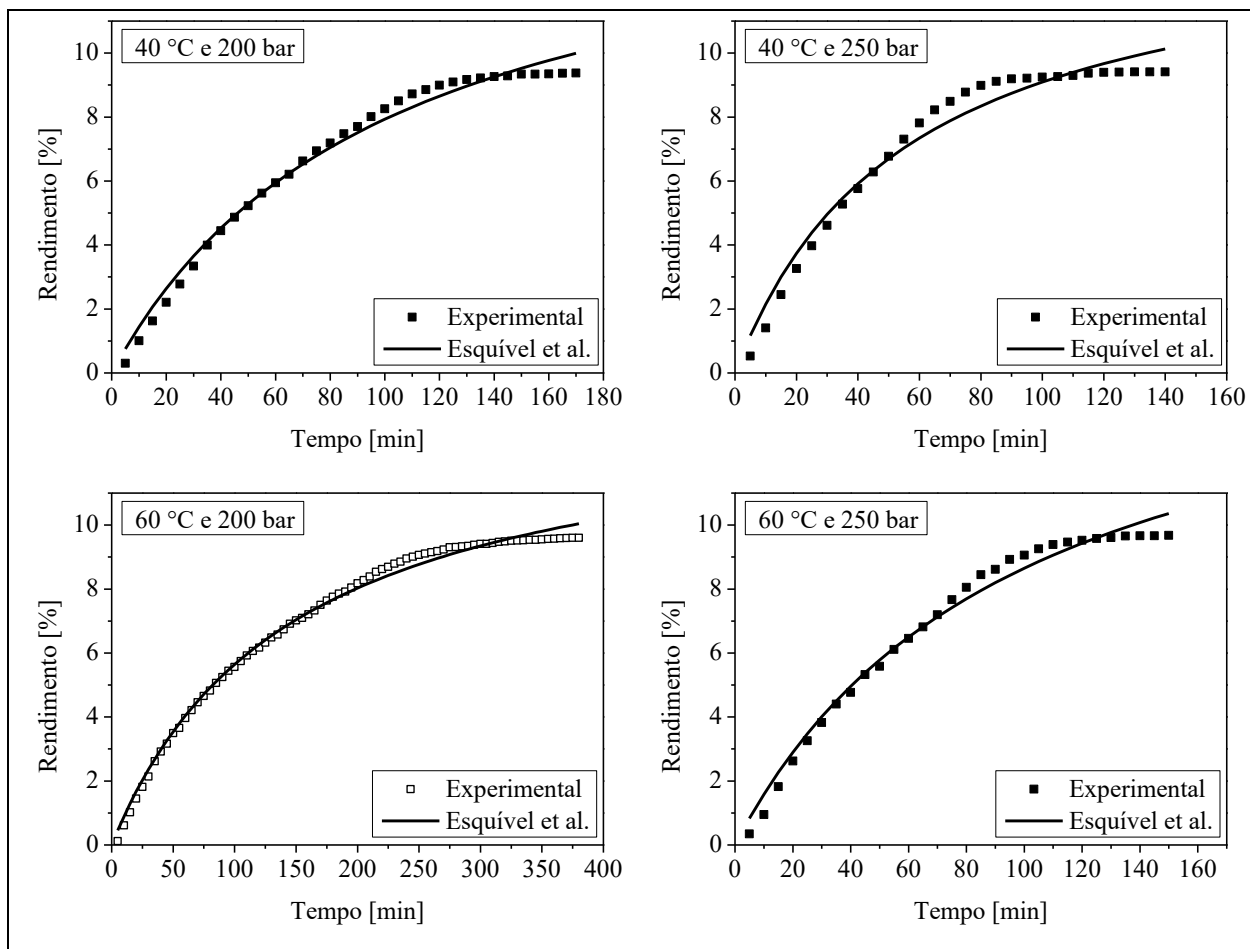 40 °C e 200 bar
10
8
6
4
2
0
Rendimento [%]
Experimental
Esquível et al.
0 20 40 60 80 100 120 140 160 180
Tempo [min]
40 °C e 250 bar
10
8
6
4
2
0
Rendimento [%]
Experimental
Esquível et al.
0 20 40 60 80 100 120 140 160
Tempo [min]
60 °C e 200 bar
10
8
6
4
2
0
Rendimento [%]
Experimental
Esquível et al.
0 50 100 150 200 250 300 350 400
Tempo [min]
60 °C e 250 bar
10
8
6
4
2
0
Rendimento [%]
Experimental
Esquível et al.
0 20 40 60 80 100 120 140 160
Tempo [min]